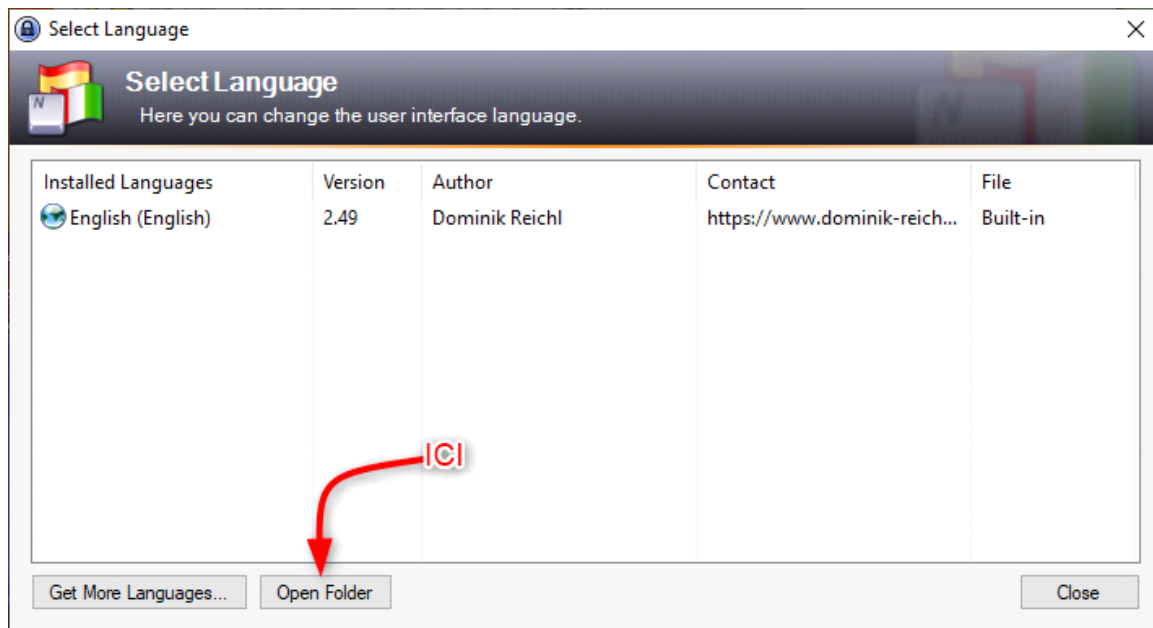 Select Language
Select Language
Here you can change the user interface language.
Installed Languages Version Author Contact File
English (English) 2.49 Dominik Reichl https://www.dominik-reich... Built-in
ICI
Get More Languages... Open Folder Close